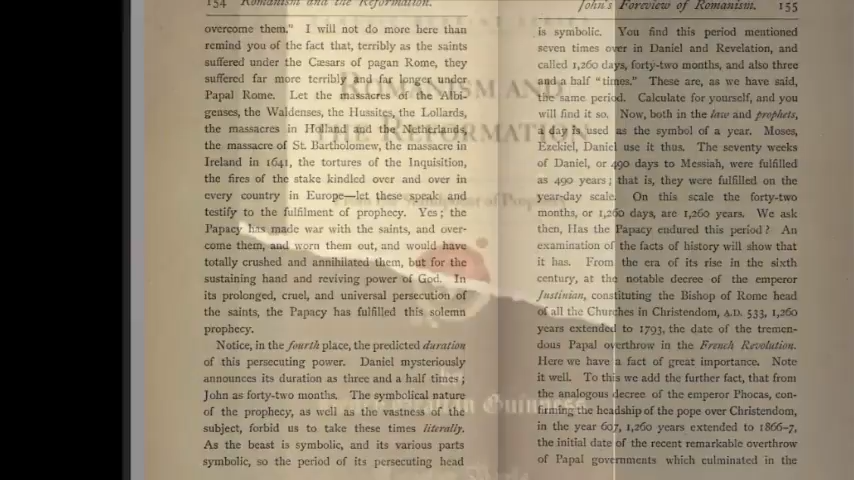 154 Romanism and the Reformation.
overcome them." I will not do more here than
remind you of the fact that, terribly as the saints
suffered under the Cæsars of pagan Rome, they
suffered far more terribly and far longer under
Papal Rome. Let the massacres of the Albi-
genses, the Waldenses, the Hussites, the Lollards,
the massacres in Holland and the Netherlands,
the massacre of St. Bartholomew, the massacre in
Ireland in 1641, the tortures of the Inquisition,
the fires of the stake kindled over and over in
every country in Europe—let these speak and
testify to the fulfilment of prophecy. Yes; the
Papacy has made war with the saints, and over-
come them, and worn them out, and would have
totally crushed and annihilated them, but for the
sustaining hand and reviving power of God. In
its prolonged, cruel, and universal persecution of
the saints, the Papacy has fulfilled this solemn
prophecy.
Notice, in the fourth place, the predicted duration
of this persecuting power. Daniel mysteriously
announces its duration as three and a half times;
John as forty-two months. The symbolical nature
of the prophecy, as well as the vastness of the
subject, forbid us to take these times literally.
As the beast is symbolic, and its various parts
symbolic, so the period of its persecuting head
John's Foreview of Romanism. 155
is symbolic. You find this period mentioned
seven times over in Daniel and Revelation, and
called 1,260 days, forty-two months, and also three
and a half "times." These are, as we have said,
the same period. Calculate for yourself, and you
will find it so. Now, both in the law and prophets,
a day is used as the symbol of a year. Moses,
Ezekiel, Daniel use it thus. The seventy weeks
of Daniel, or 490 days to Messiah, were fulfilled
as 490 years; that is, they were fulfilled on the
year-day scale. On this scale the forty-two
months, or 1,260 days, are 1,260 years. We ask
then, Has the Papacy endured this period? An
examination of the facts of history will show that
it has. From the era of its rise in the sixth
century, at the notable decree of the emperor
Justinian, constituting the Bishop of Rome head
of all the Churches in Christendom, A.D. 533, 1,260
years extended to 1793, the date of the tremen-
dous Papal overthrow in the French Revolution.
Here we have a fact of great importance. Note
it well. To this we add the further fact, that from
the analogous decree of the emperor Phocas, con-
firming the headship of the pope over Christendom,
in the year 607, 1,260 years extended to 1866-7,
the initial date of the recent remarkable overthrow
of Papal governments which culminated in the
ROMANISM AND
THE REFORMATION
Guinness